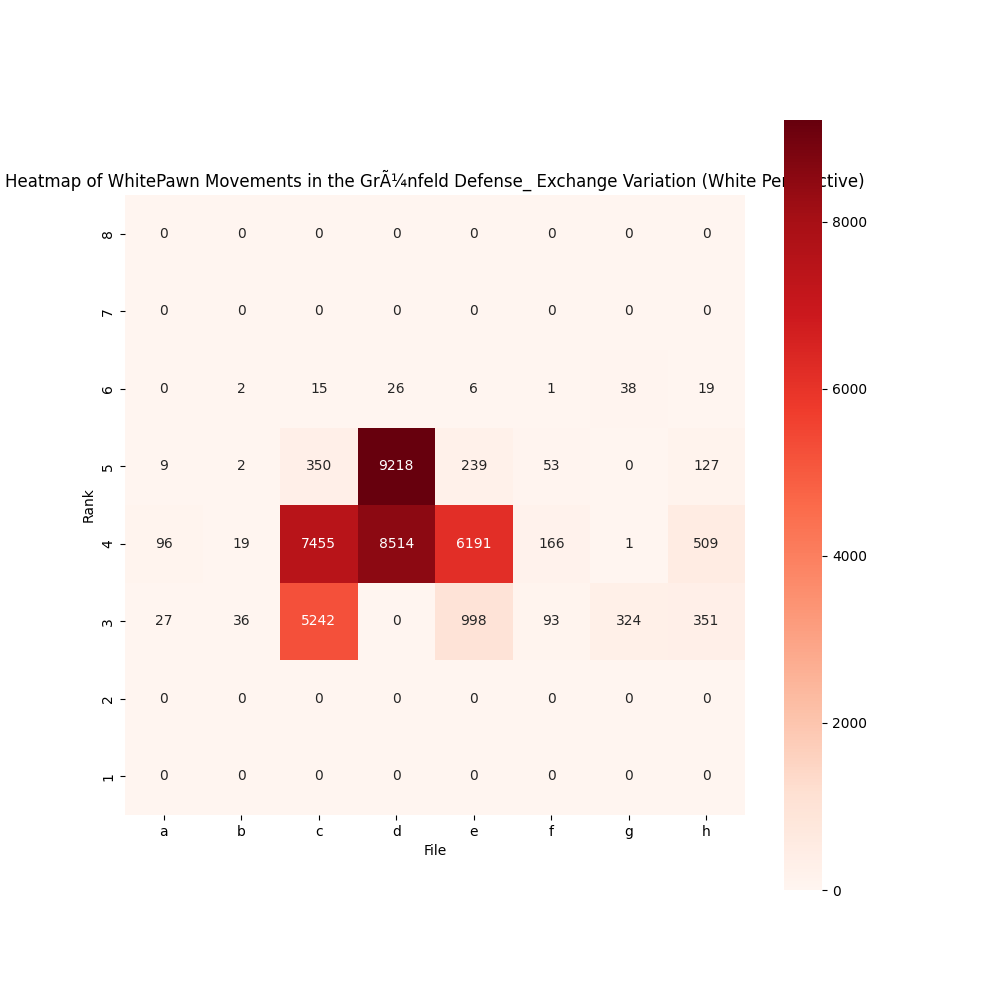 Heatmap of WhitePawn Movements in the GrÃ¼nfeld Defense_ Exchange Variation (White Pe ctive)
8 0 0 0 0 0 0 0 0
7 0 0 0 0 0 0 0 0
6 0 2 15 26 6 1 38 19
5 9 2 350 9218 239 53 0 127
4 96 19 7455 8514 6191 166 1 509
3 27 36 5242 0 998 93 324 351
2 0 0 0 0 0 0 0 0
1 0 0 0 0 0 0 0 0
a b c d e f g h
File
Rank
8000
6000
4000
2000
0